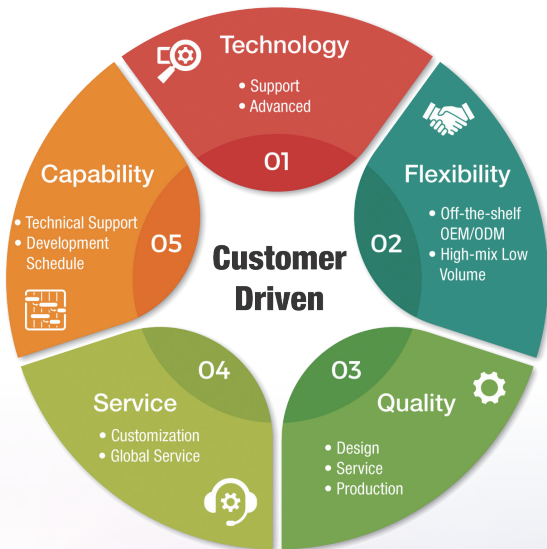 Technology
• Support
• Advanced
01
Flexibility
• Off-the-shelf
OEM/ODM
• High-mix Low
Volume
02
Quality
• Design
• Service
• Production
03
Service
• Customization
• Global Service
04
Capability
• Technical Support
• Development
Schedule
05
Customer
Driven